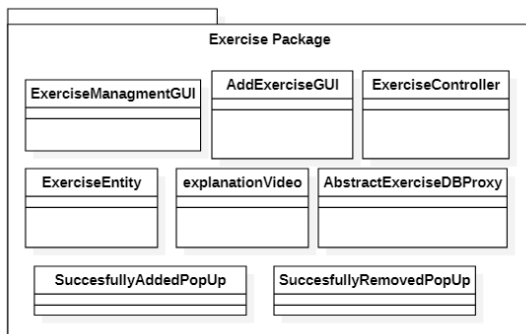 Exercise Package
ExerciseManagmentGUI
AddExerciseGUI
ExerciseController
ExerciseEntity
explanationVideo
AbstractExerciseDBProxy
SuccesfullyAddedPopUp
SuccesfullyRemovedPopUp